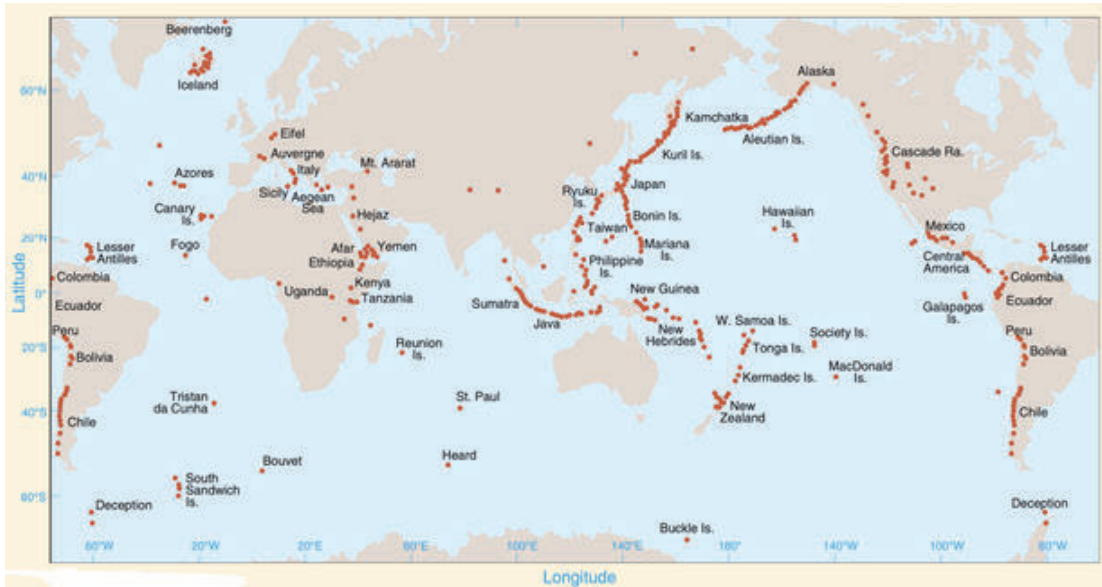 Beerenberg
Iceland
Alaska
60°N
Eifel
Kamchatka
Aleutian Is.
Auvergne
Kuril Is.
Cascade Ra.
Azores
Italy
Mt. Ararat
40°N
Sicily
Aegean
Sea
Ryuku
Is.
Japan
Canary
Is.
Hejaz
Bonin Is.
Hawaiian
Is.
Mexico
20°N
Lesser
Antilles
Fogo
Afar
Yemen
Taiwan
Mariana
Is.
Central
America
Lesser
Antilles
Ethiopia
Philippine
Is.
Colombia
Kenya
Colombia
Latitude
0°
Ecuador
Uganda
Tanzania
Sumatra
New Guinea
Galapagos
Is.
Ecuador
Peru
Java
New
Hebrides
W. Samoa Is.
Society Is.
Peru
20°S
Bolivia
Reunion
Is.
Tonga Is.
MacDonald
Is.
Bolivia
Kermadec Is.
Tristan
da Cunha
St. Paul
New
Zealand
40°S
Chile
Chile
Bouvet
Heard
South
Sandwich
Is.
60°S
Deception
Deception
Buckle Is.
60°W
20°W
20°E
60°E
100°E
140°E
160°
140°W
100°W
60°W
Longitude